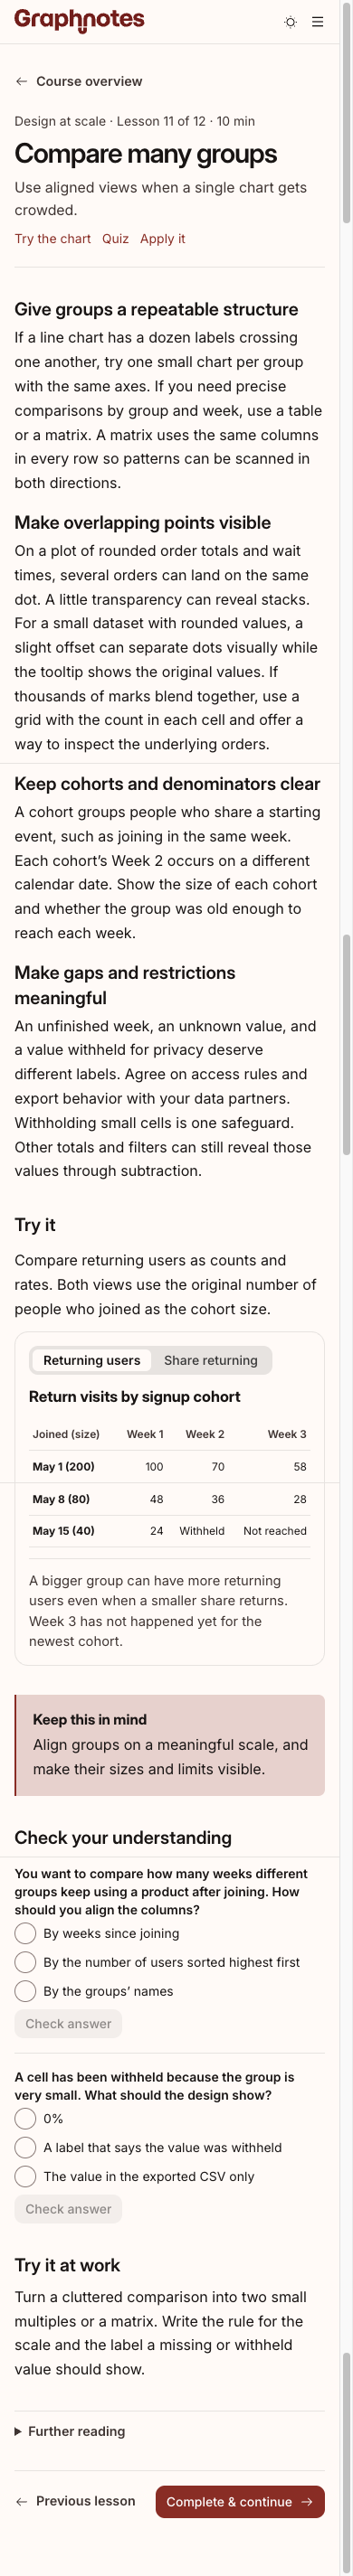 Graphnotes
← Course overview
Design at scale · Lesson 11 of 12 · 10 min
Compare many groups
Use aligned views when a single chart gets
crowded.
Try the chart Quiz Apply it
Give groups a repeatable structure
If a line chart has a dozen labels crossing
one another, try one small chart per group
with the same axes. If you need precise
comparisons by group and week, use a table
or a matrix. A matrix uses the same columns
in every row so patterns can be scanned in
both directions.
Make overlapping points visible
On a plot of rounded order totals and wait
times, several orders can land on the same
dot. A little transparency can reveal stacks.
For a small dataset with rounded values, a
slight offset can separate dots visually while
the tooltip shows the original values. If
thousands of marks blend together, use a
grid with the count in each cell and offer a
way to inspect the underlying orders.
Keep cohorts and denominators clear
A cohort groups people who share a starting
event, such as joining in the same week.
Each cohort’s Week 2 occurs on a different
calendar date. Show the size of each cohort
and whether the group was old enough to
reach each week.
Make gaps and restrictions
meaningful
An unfinished week, an unknown value, and
a value withheld for privacy deserve
different labels. Agree on access rules and
export behavior with your data partners.
Withholding small cells is one safeguard.
Other totals and filters can still reveal those
values through subtraction.
Try it
Compare returning users as counts and
rates. Both views use the original number of
people who joined as the cohort size.
Returning users Share returning
Return visits by signup cohort
Joined (size) Week 1 Week 2 Week 3
May 1 (200) 100 70 58
May 8 (80) 48 36 28
May 15 (40) 24 Withheld Not reached
A bigger group can have more returning
users even when a smaller share returns.
Week 3 has not happened yet for the
newest cohort.
Keep this in mind
Align groups on a meaningful scale, and
make their sizes and limits visible.
Check your understanding
You want to compare how many weeks different
groups keep using a product after joining. How
should you align the columns?
By weeks since joining
By the number of users sorted highest first
By the groups’ names
Check answer
A cell has been withheld because the group is
very small. What should the design show?
0%
A label that says the value was withheld
The value in the exported CSV only
Check answer
Try it at work
Turn a cluttered comparison into two small
multiples or a matrix. Write the rule for the
scale and the label a missing or withheld
value should show.
▶ Further reading
← Previous lesson
Complete & continue →